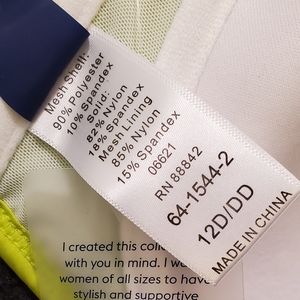 Mesh Shell:
90% Polyester
10% Spandex
Solid:
82% Nylon
18% Spandex
Mesh Lining
85% Nylon
15% Spandex
06621
RN 88842
64-1544-2
12D/DD
MADE IN CHINA
I created this
with you in mind. I
women of all sizes to have
stylish and supportive